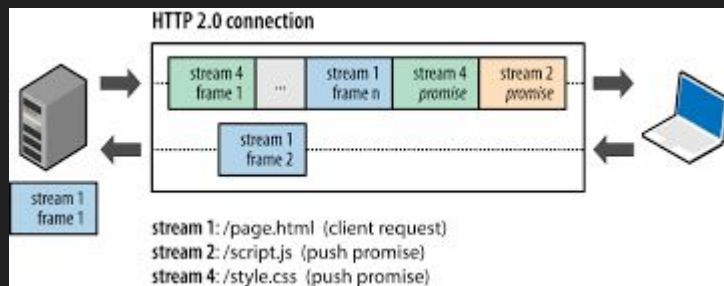 HTTP 2.0 connection
stream 4
frame 1
...
stream 1
frame n
stream 4
promise
stream 2
promise
stream 1
frame 2
stream 1
frame 1
stream 1: /page.html (client request)
stream 2: /script.js (push promise)
stream 4: /style.css (push promise)